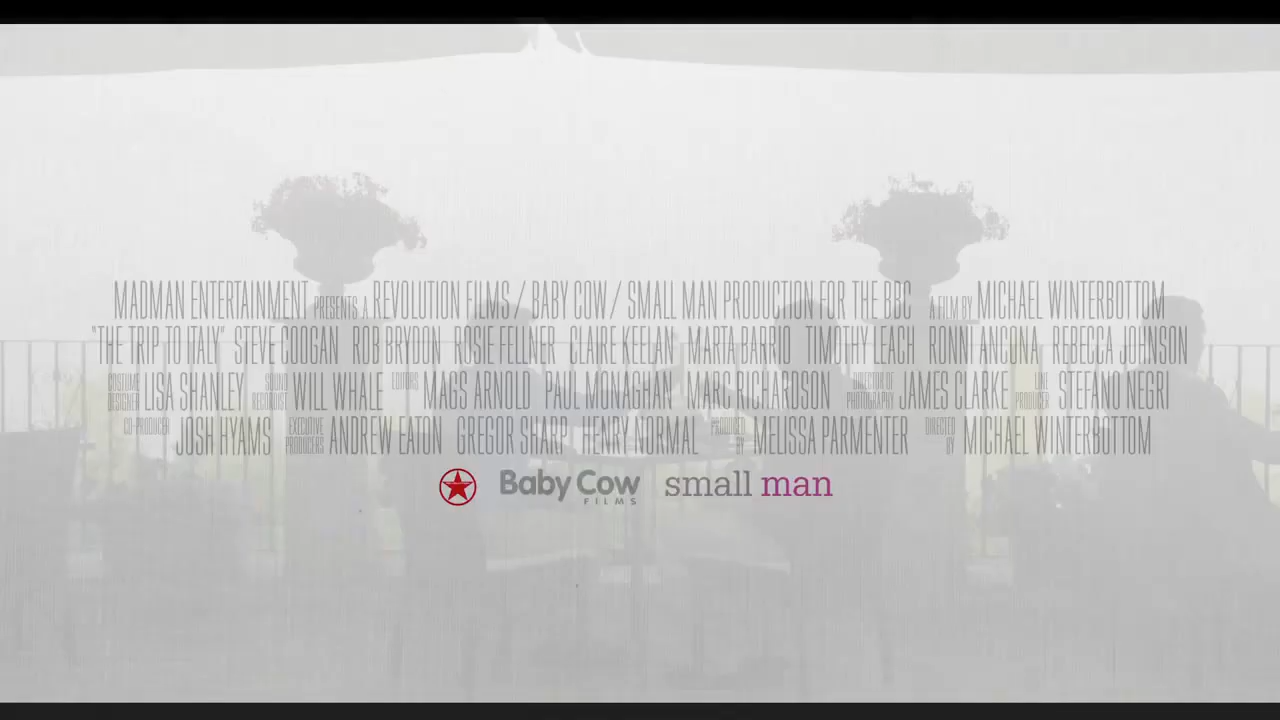 MADMAN ENTERTAINMENT PRESENTS A REVOLUTION FILMS / BABY COW / SMALL MAN PRODUCTION FOR THE BBC A FILM BY MICHAEL WINTERBOTTOM
"THE TRIP TO ITALY" STEVE COOGAN ROB BRYDON ROSIE FELLNER CLAIRE KEELAN MARTA BARRIO TIMOTHY LEACH RONNI ANCONA REBECCA JOHNSON
COSTUME DESIGNER LISA SHANLEY SOUND RECORDIST WILL WHALE EDITORS MAGS ARNOLD PAUL MONAGHAN MARC RICHARDSON DIRECTOR OF PHOTOGRAPHY JAMES CLARKE LINE PRODUCER STEFANO NEGRI
CO-PRODUCER JOSH HYAMS EXECUTIVE PRODUCERS ANDREW EATON GREGOR SHARP HENRY NORMAL PRODUCED BY MELISSA PARMENTER DIRECTED BY MICHAEL WINTERBOTTOM
Baby Cow FILMS small man